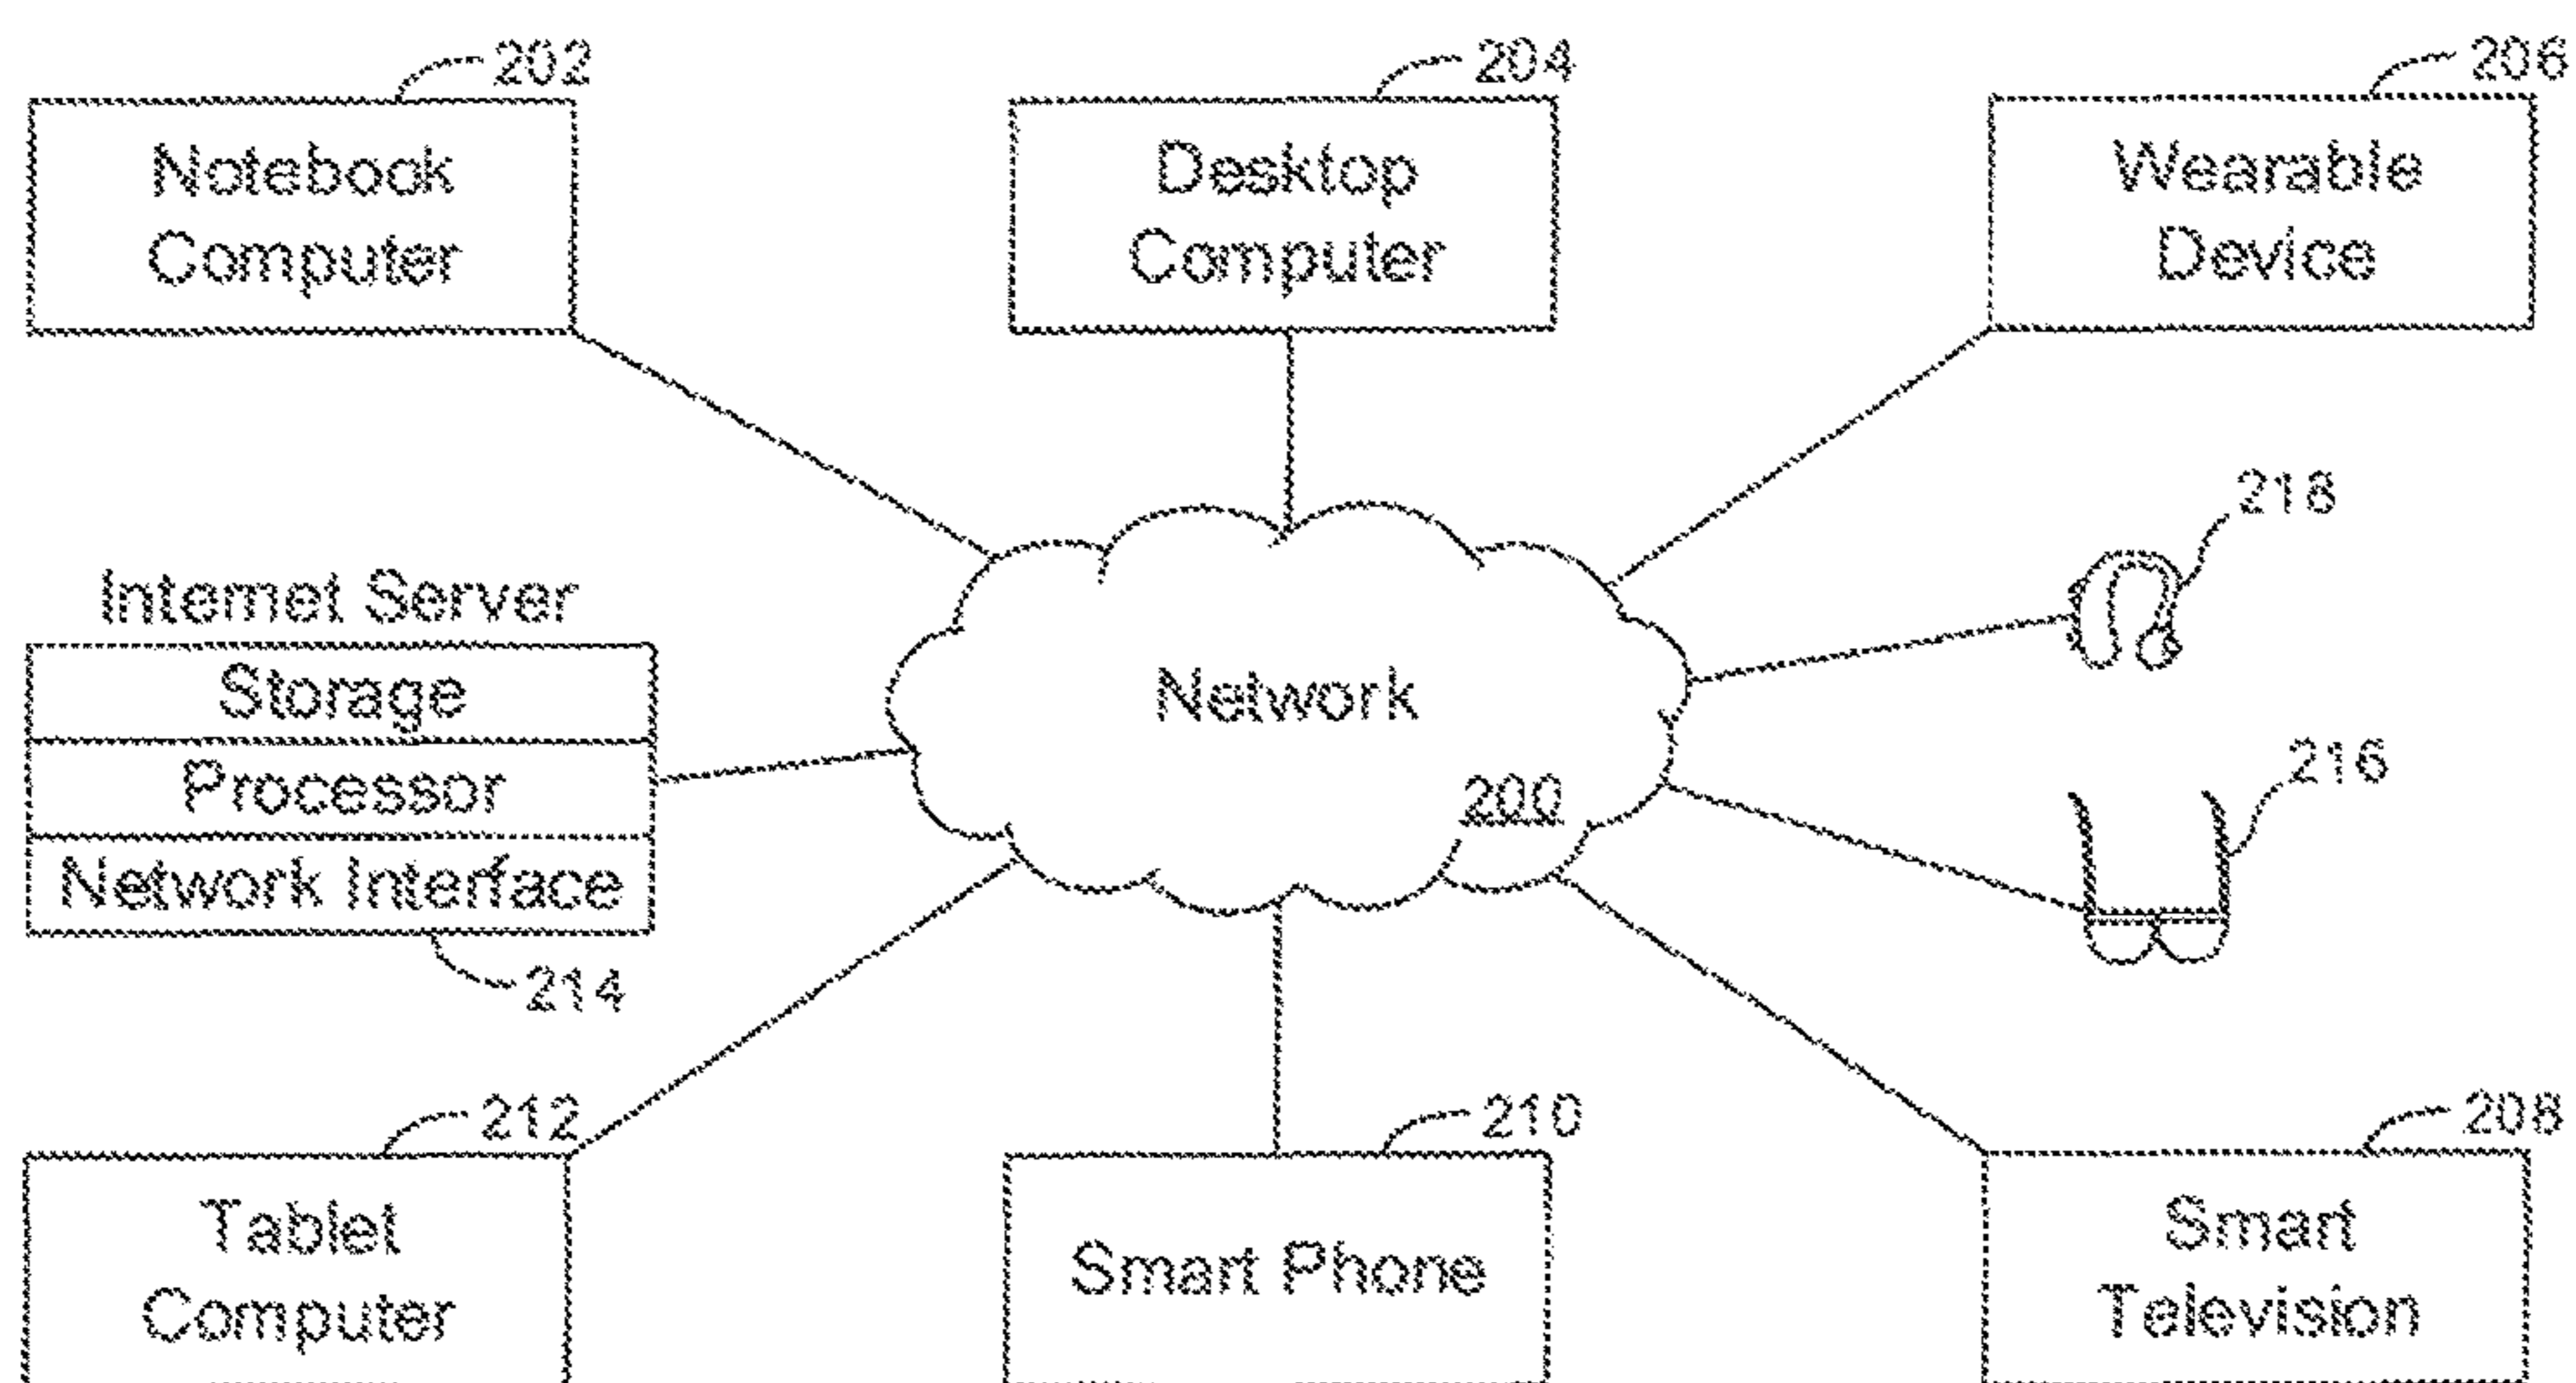 202
204
206
Notebook
Computer
Desktop
Computer
Wearable
Device
218
Internet Server
Storage
Processor
Network Interface
214
Network
200
216
212
210
208
Tablet
Computer
Smart Phone
Smart
Television